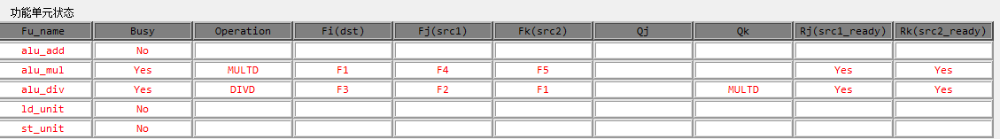 功能单元状态
Fu_name Busy Operation Fi(dst) Fj(src1) Fk(src2) Qj Qk Rj(src1_ready) Rk(src2_ready)
alu_add No
alu_mul Yes MULTD F1 F4 F5 Yes Yes
alu_div Yes DIVD F3 F2 F1 MULTD Yes Yes
ld_unit No
st_unit No